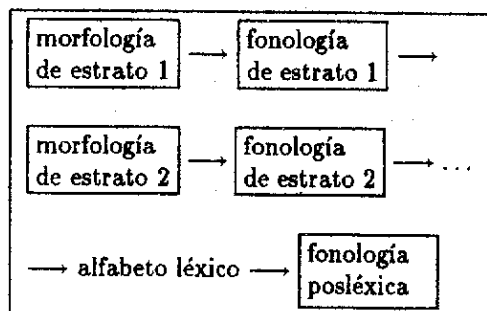 morfología fonología
de estrato 1 de estrato 1
morfología fonología
de estrato 2 de estrato 2 ...
alfabeto léxico fonología
posléxica